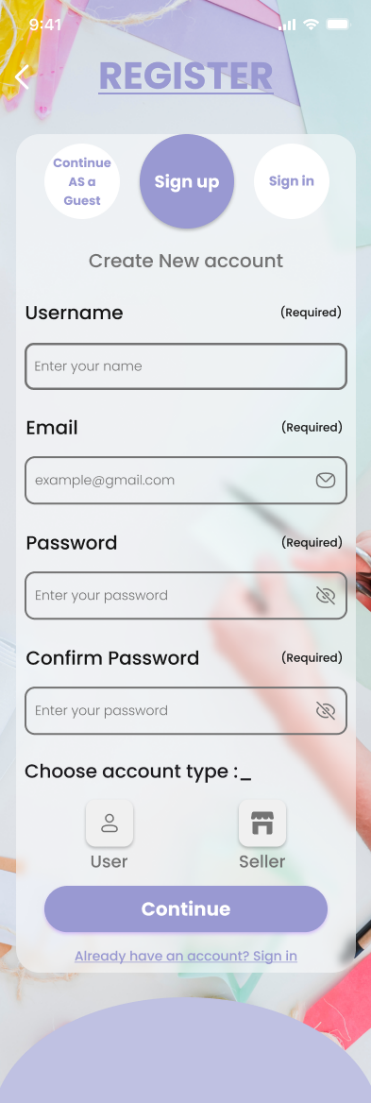 9:41
REGISTER
Continue
AS a
Guest
Sign up
Sign in
Create New account
Username
(Required)
Enter your name
Email
(Required)
example@gmail.com
Password
(Required)
Enter your password
Confirm Password
(Required)
Enter your password
Choose account type :_
User
Seller
Continue
Already have an account? Sign in